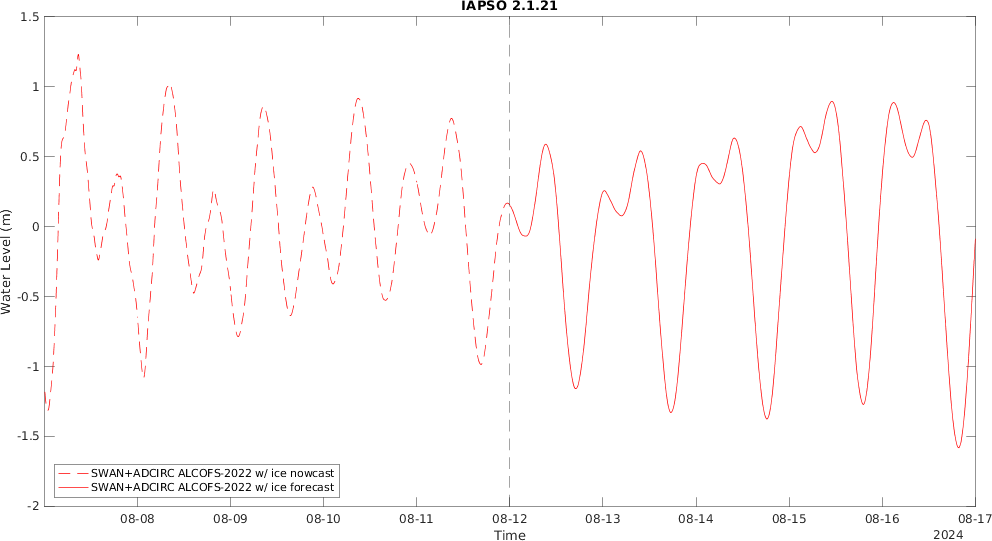 IAPSO 2.1.21
1.5
1
0.5
0
-0.5
-1
-1.5
-2
Water Level (m)
SWAN+ADCIRC ALCOFS-2022 w/ ice nowcast
SWAN+ADCIRC ALCOFS-2022 w/ ice forecast
08-08 08-09 08-10 08-11 08-12 08-13 08-14 08-15 08-16 08-17
Time
2024